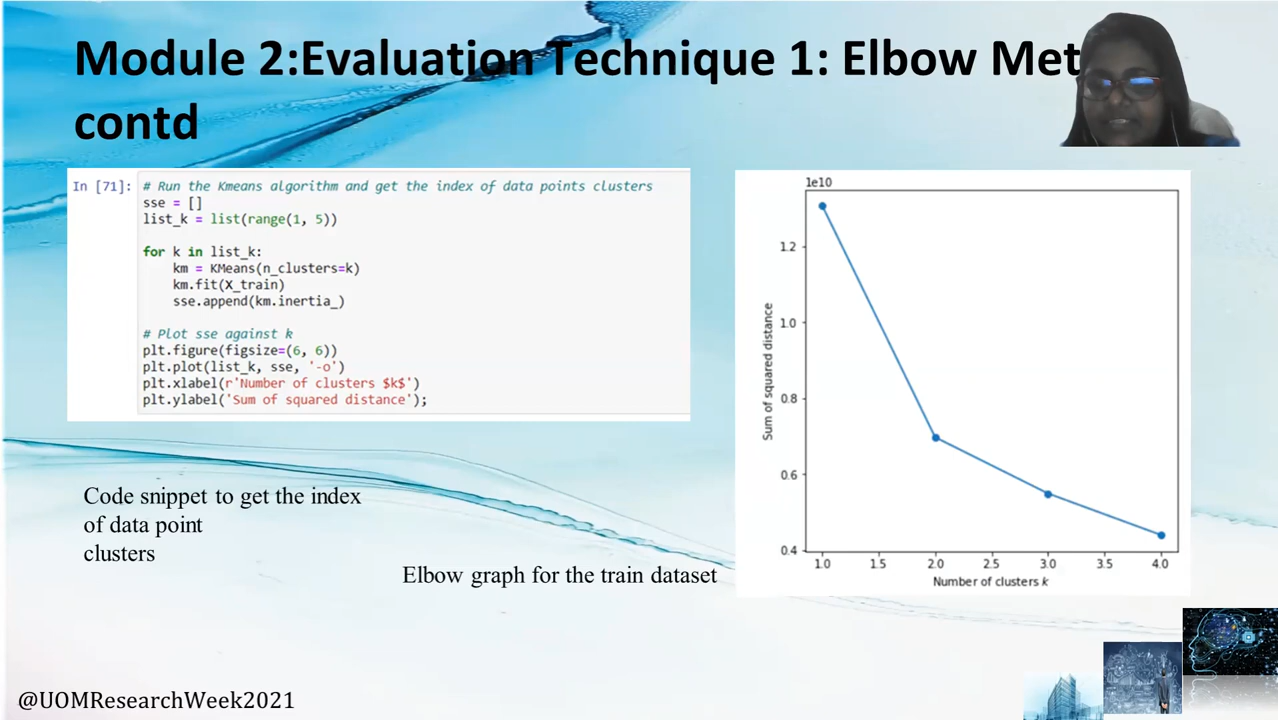 Module 2:Evaluation Technique 1: Elbow Met
contd
In [71]:
# Run the Kmeans algorithm and get the index of data points clusters
sse = []
list_k = list(range(1, 5))
for k in list_k:
km = KMeans(n_clusters=k)
km.fit(X_train)
sse.append(km.inertia_)
# Plot sse against k
plt.figure(figsize=(6, 6))
plt.plot(list_k, sse, '-o')
plt.xlabel(r'Number of clusters $k$')
plt.ylabel('Sum of squared distance');
1e10
1.2
1.0
0.8
0.6
0.4
Sum of squared distance
1.0 1.5 2.0 2.5 3.0 3.5 4.0
Number of clusters k
Code snippet to get the index
of data point
clusters
Elbow graph for the train dataset
@UOMResearchWeek2021